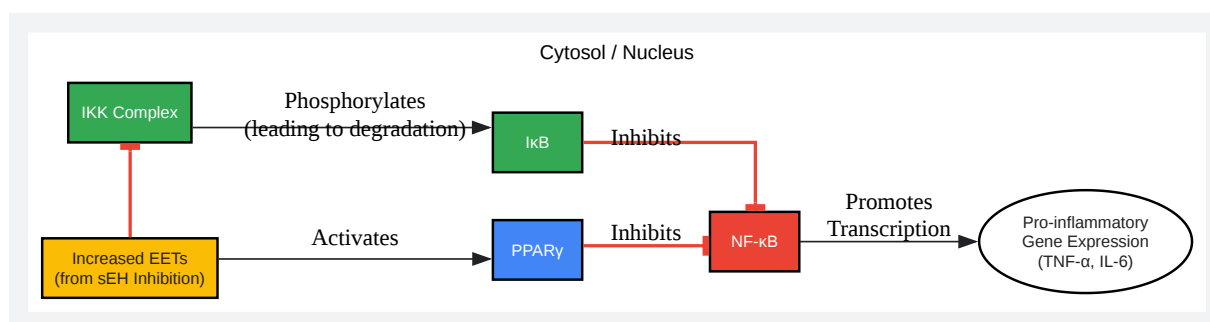 Cytosol / Nucleus
IKK Complex
Phosphorylates
(leading to degradation)
IκB
Inhibits
Increased EETs
(from sEH Inhibition)
Activates
PPARγ
Inhibits
NF-κB
Promotes
Transcription
Pro-inflammatory
Gene Expression
(TNF-α, IL-6)